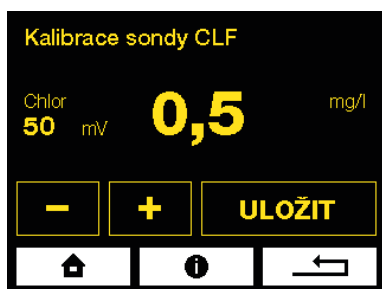 Kalibrace sondy CLF
Chlor
50 mV
0,5
mg/l
− + ULOŽIT